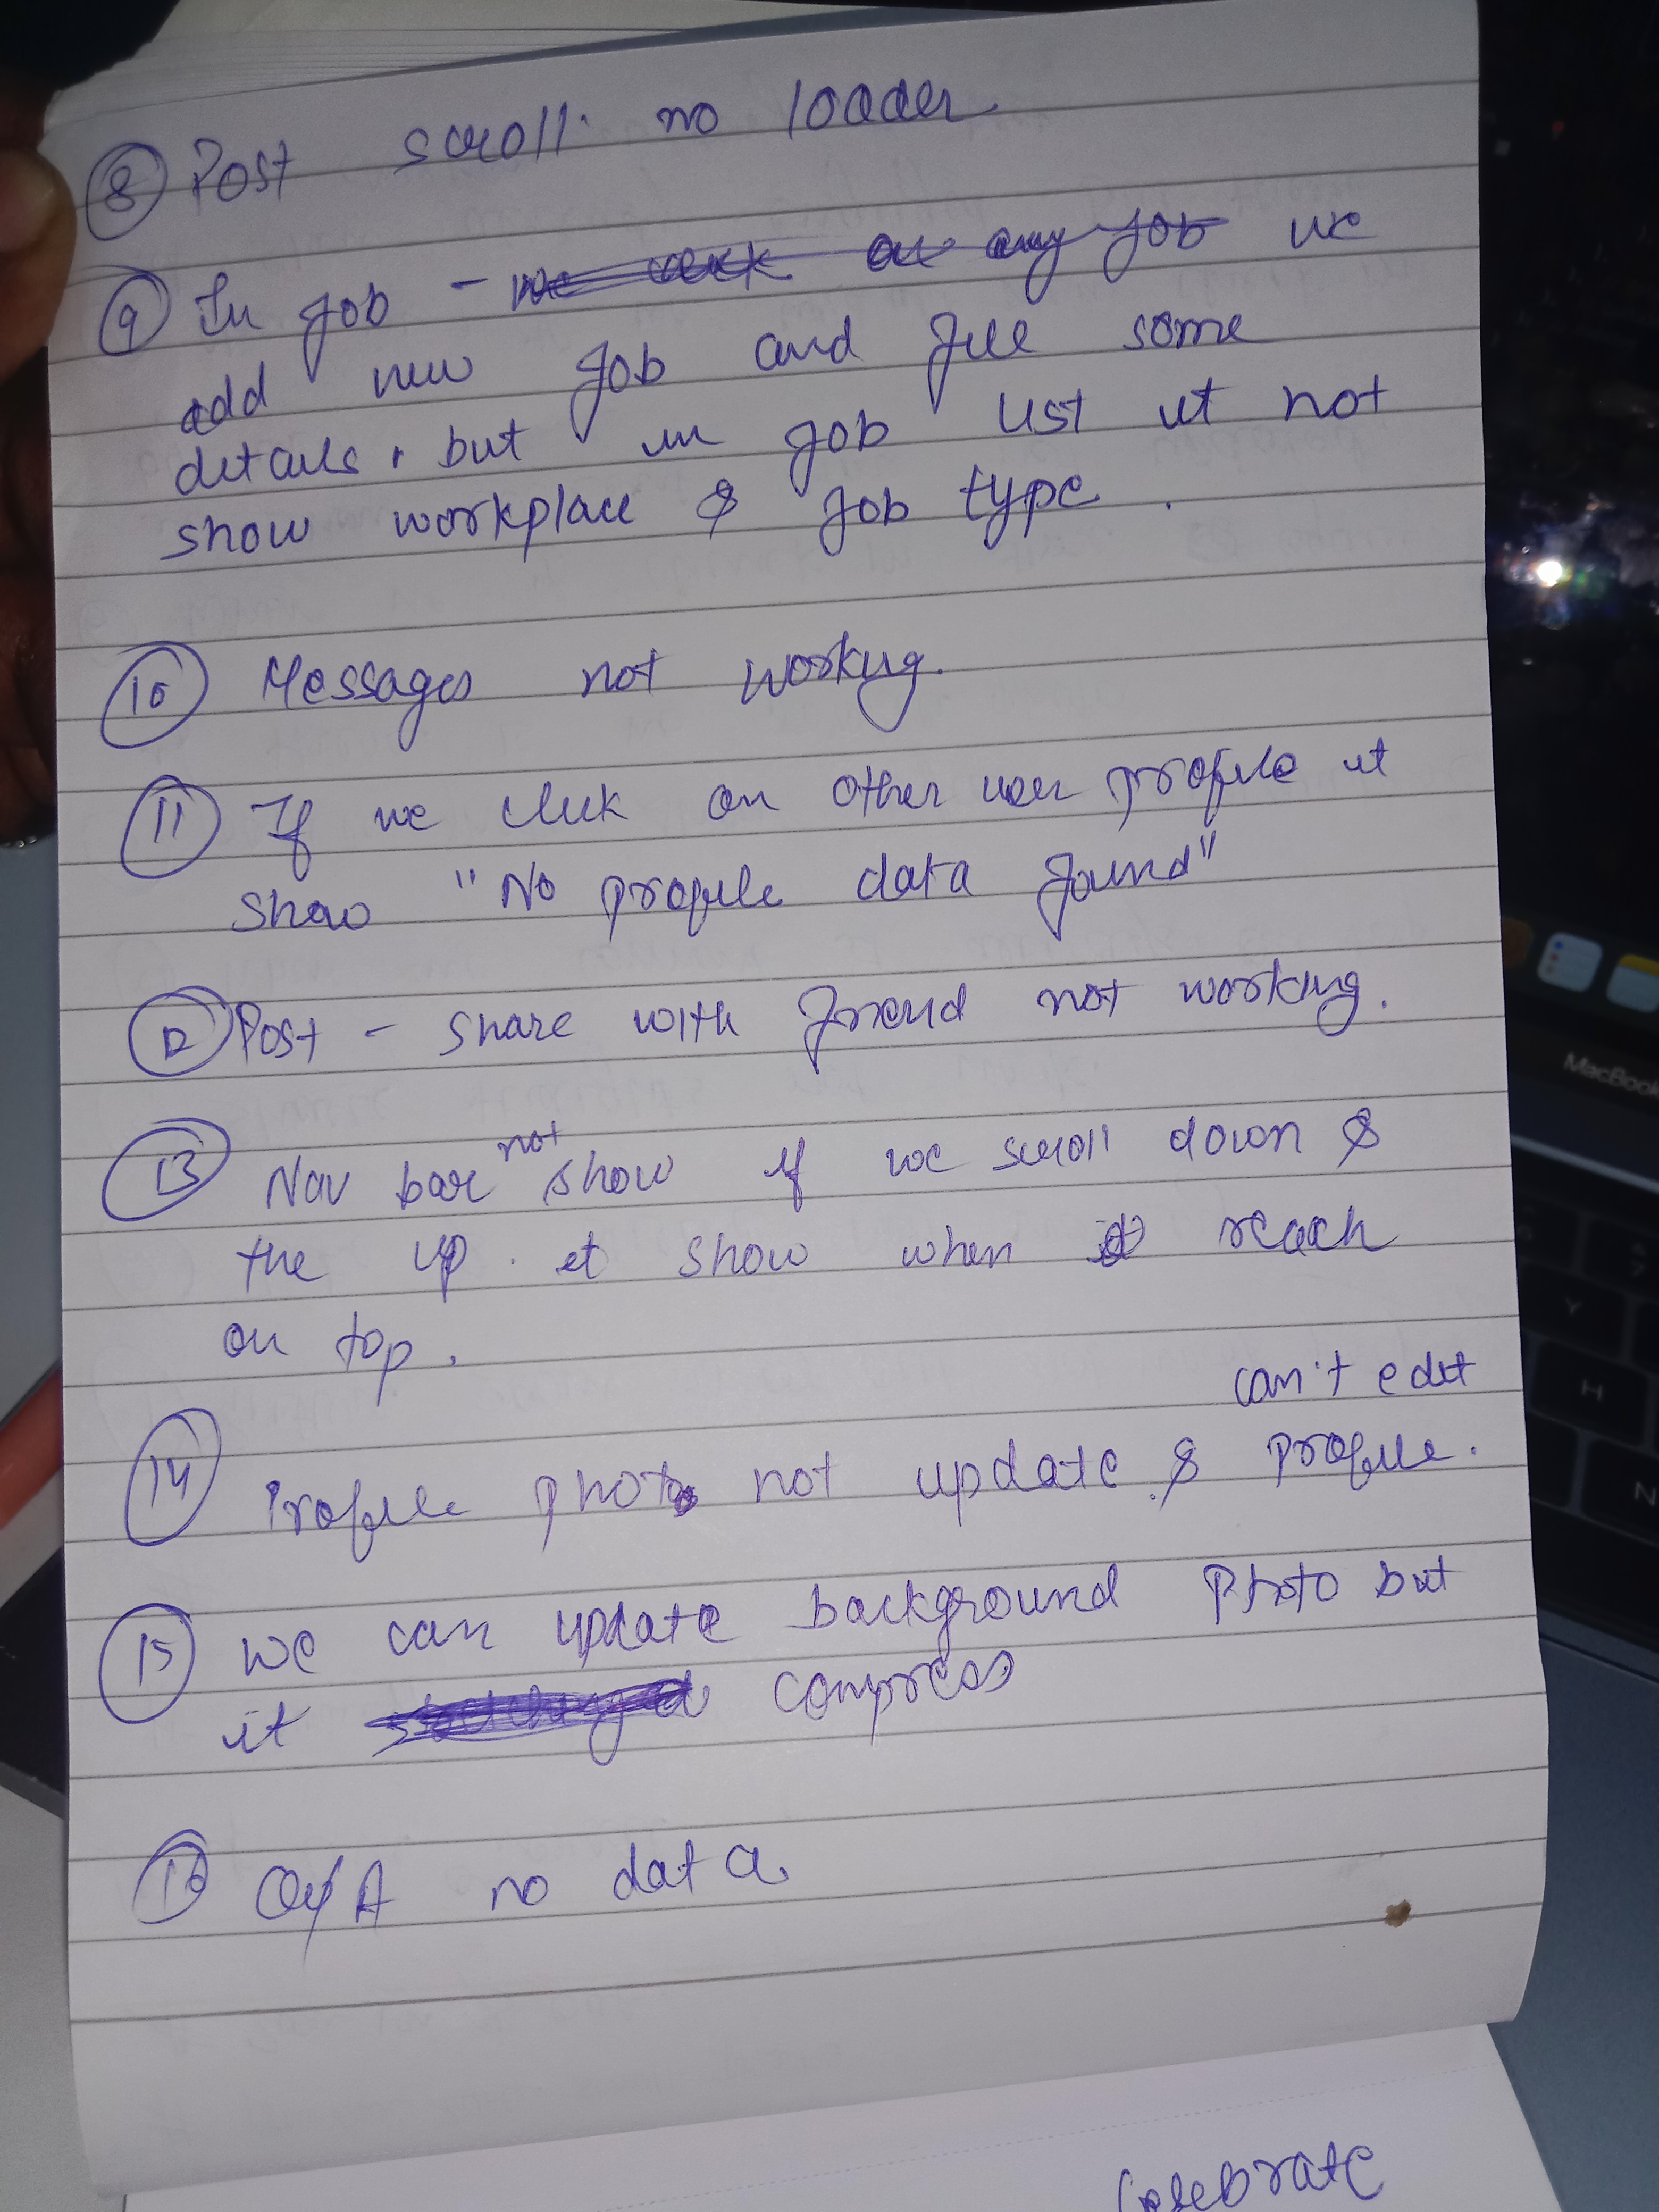 8 Post scroll. no loader
9 In Job - we click on any job we
add new Job and fill some
details, but in job list it not
show workplace & Job type.
10 Messages not working.
11 If we click on other user profile it
show "No profile data found"
12 Post - share with friend not working.
13 Nav bar not show if we scroll down &
the up. it show when reach
on top.
can't edit
14 Profile photo not update & profile.
15 we can update background Photo but
it compress
16 Q/A no data
Celebrate
MacBook
Y
H
N